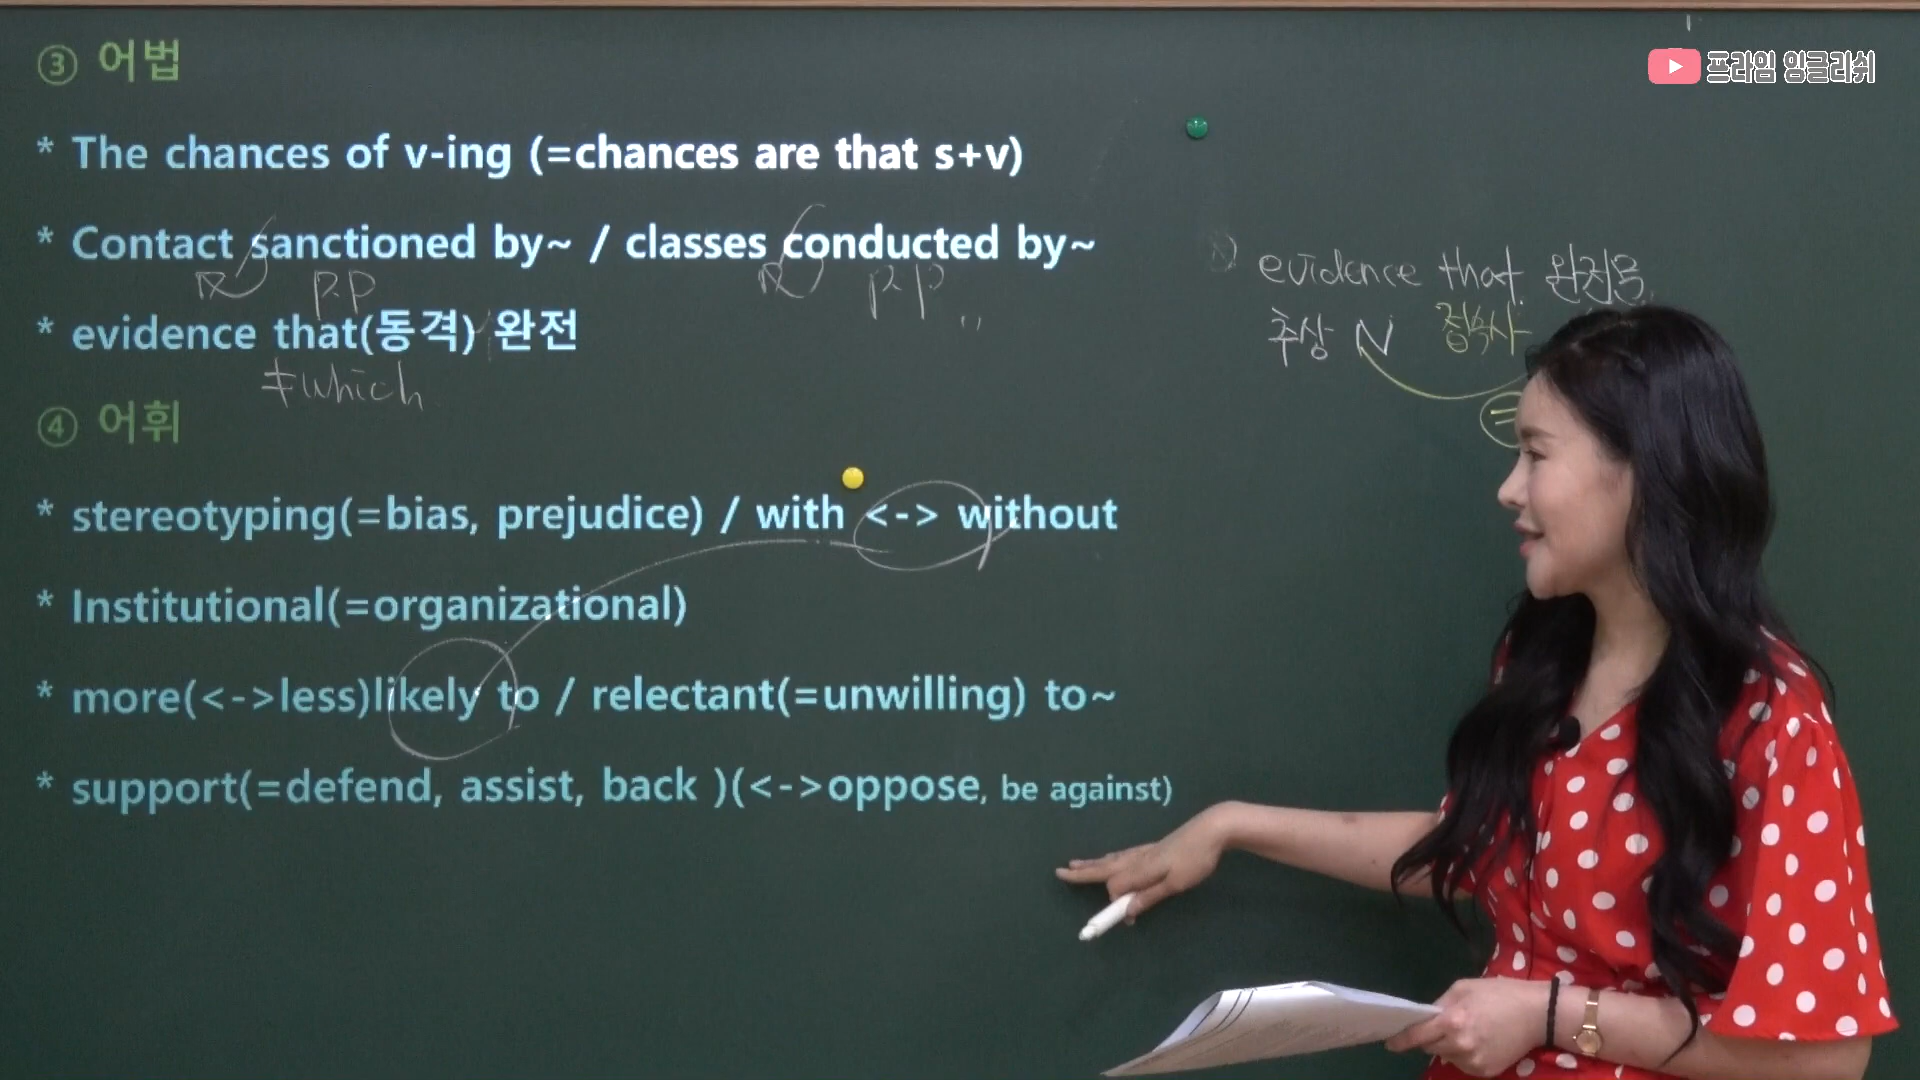 프라임 잉글리쉬
③ 어법
* The chances of v-ing (=chances are that s+v)
* Contact sanctioned by~ / classes conducted by~
p.p p.p
* evidence that(동격) 완전
≠which
evidence that 완전문
추상 N 접속사
=
④ 어휘
* stereotyping(=bias, prejudice) / with <-> without
* Institutional(=organizational)
* more(<->less)likely to / relectant(=unwilling) to~
* support(=defend, assist, back )(<->oppose, be against)